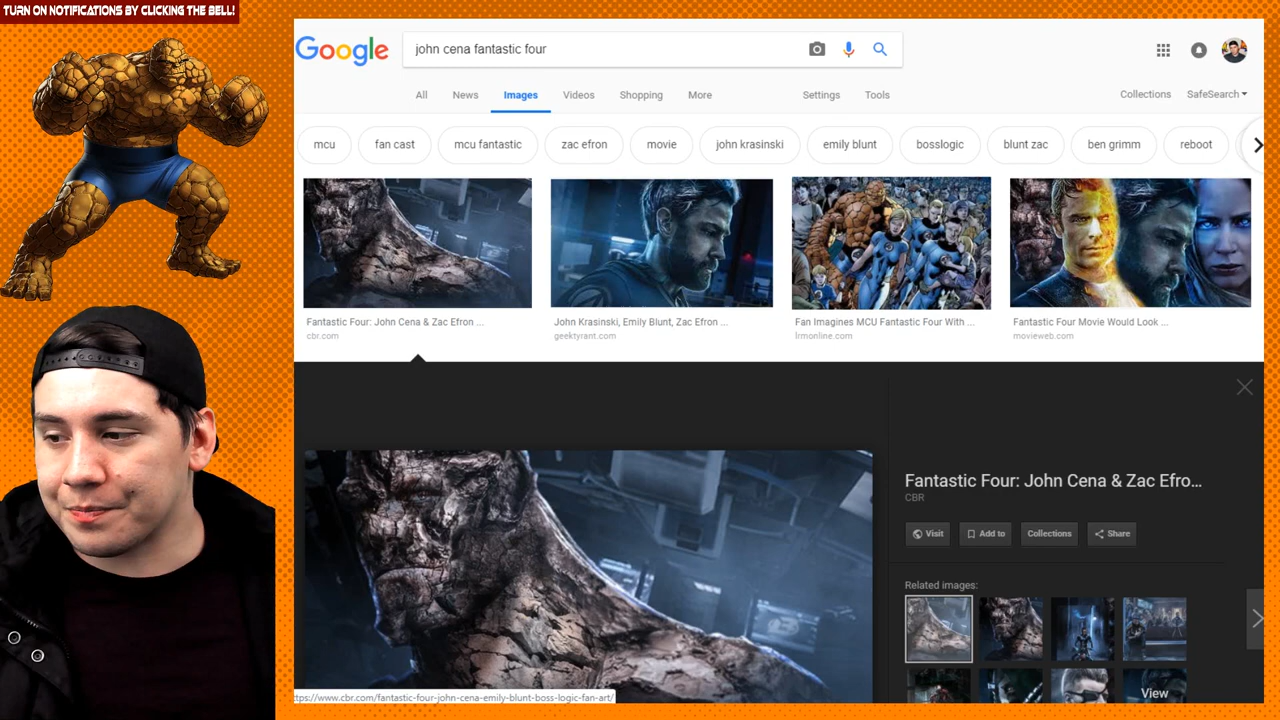 TURN ON NOTIFICATIONS BY CLICKING THE BELL!
Google
john cena fantastic four
All News Images Videos Shopping More Settings Tools Collections SafeSearch
mcu fan cast mcu fantastic zac efron movie john krasinski emily blunt bosslogic blunt zac ben grimm reboot
Fantastic Four: John Cena & Zac Efron ...
cbr.com
John Krasinski, Emily Blunt, Zac Efron ...
geektyrant.com
Fan Imagines MCU Fantastic Four With ...
lrmonline.com
Fantastic Four Movie Would Look ...
movieweb.com
Fantastic Four: John Cena & Zac Efro...
CBR
Visit Add to Collections Share
Related images:
View
ttps://www.cbr.com/fantastic-four-john-cena-emily-blunt-boss-logic-fan-art/